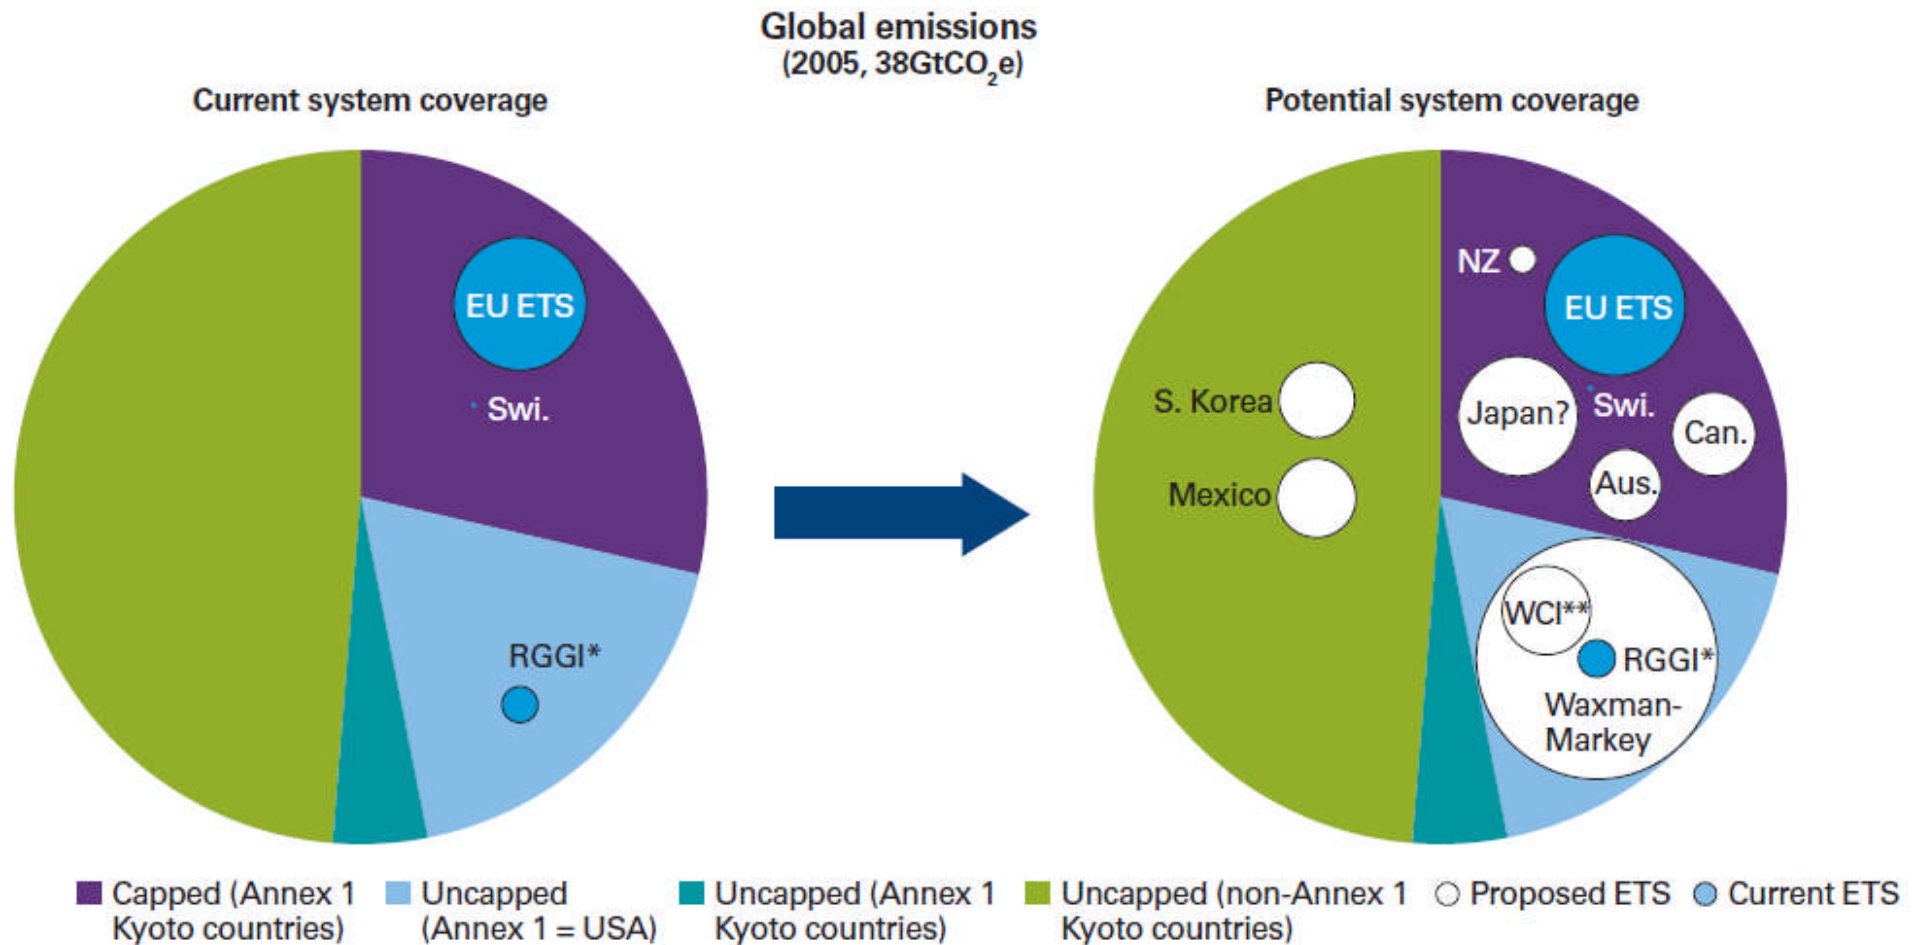 Global emissions
(2005, 38GtCO₂e)
Current system coverage
Potential system coverage
EU ETS
Swi.
RGGI*
NZ
EU ETS
S. Korea
Japan?
Swi.
Can.
Mexico
Aus.
WCI**
RGGI*
Waxman-
Markey
Capped (Annex 1
Kyoto countries)
Uncapped
(Annex 1 = USA)
Uncapped (Annex 1
Kyoto countries)
Uncapped (non-Annex 1
Kyoto countries)
Proposed ETS
Current ETS